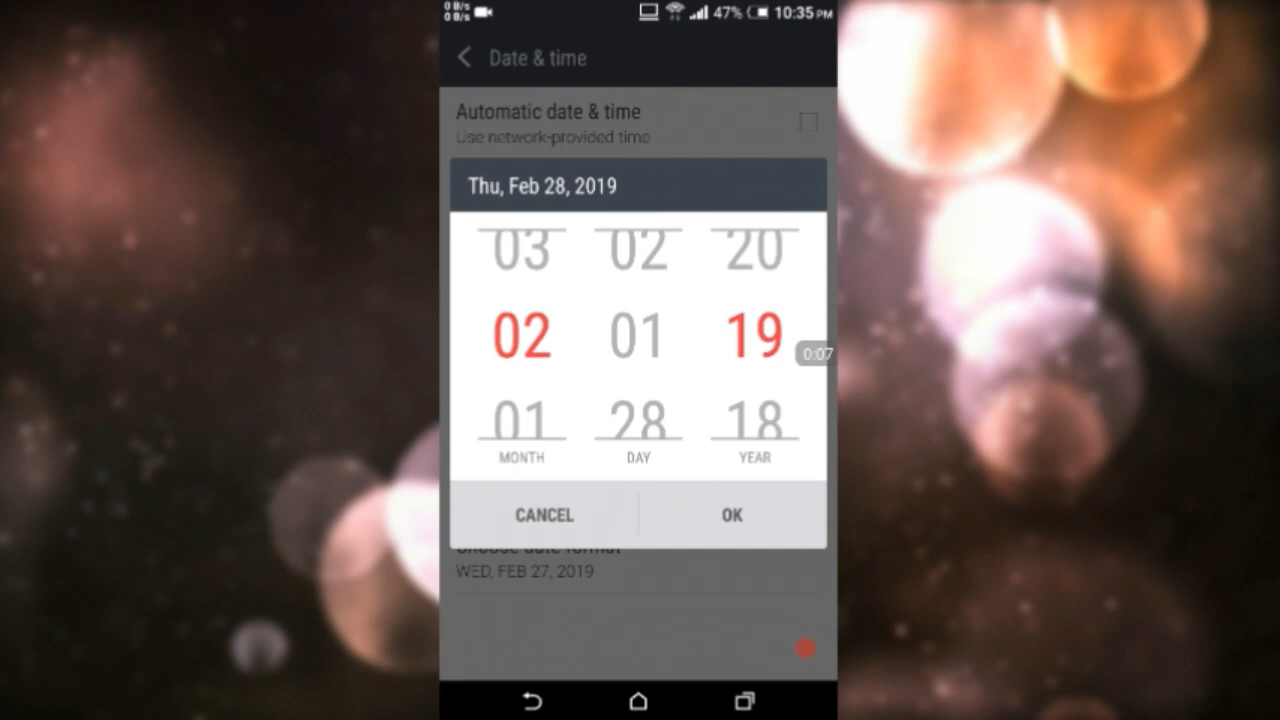 0 B/s
0 B/s
47%
10:35 PM
Date & time
Automatic date & time
Use network-provided time
Thu, Feb 28, 2019
03 02 20
02 01 19
0:07
01 28 18
MONTH DAY YEAR
CANCEL OK
Choose date format
WED, FEB 27, 2019